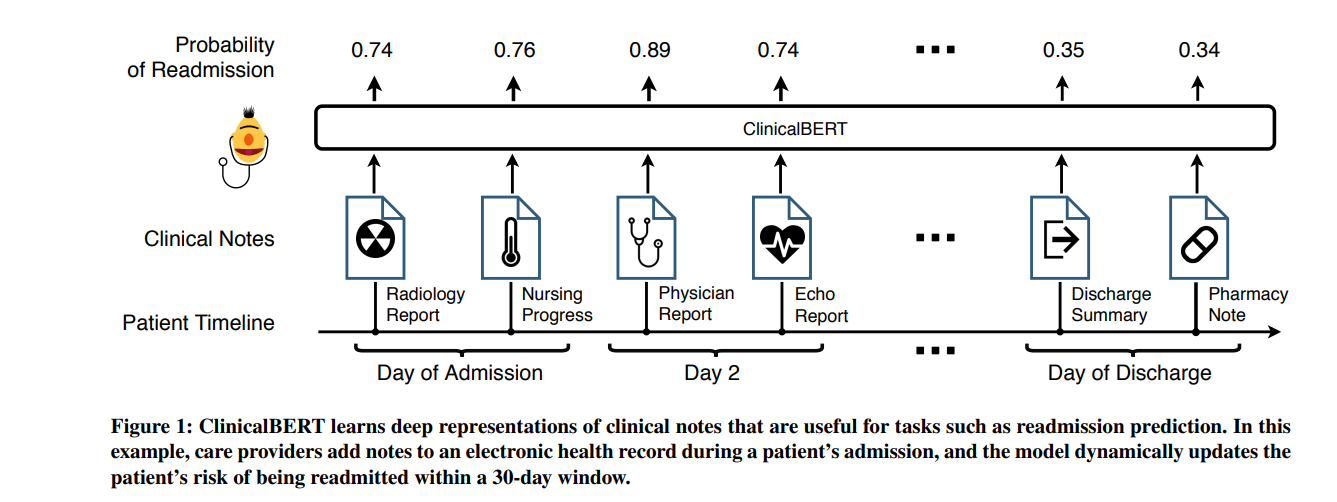 Probability
of Readmission
0.74 0.76 0.89 0.74 ... 0.35 0.34
ClinicalBERT
Clinical Notes
...
Patient Timeline
Radiology
Report
Nursing
Progress
Physician
Report
Echo
Report
Discharge
Summary
Pharmacy
Note
...
Day of Admission
Day 2
Day of Discharge
Figure 1: ClinicalBERT learns deep representations of clinical notes that are useful for tasks such as readmission prediction. In this
example, care providers add notes to an electronic health record during a patient’s admission, and the model dynamically updates the
patient’s risk of being readmitted within a 30-day window.